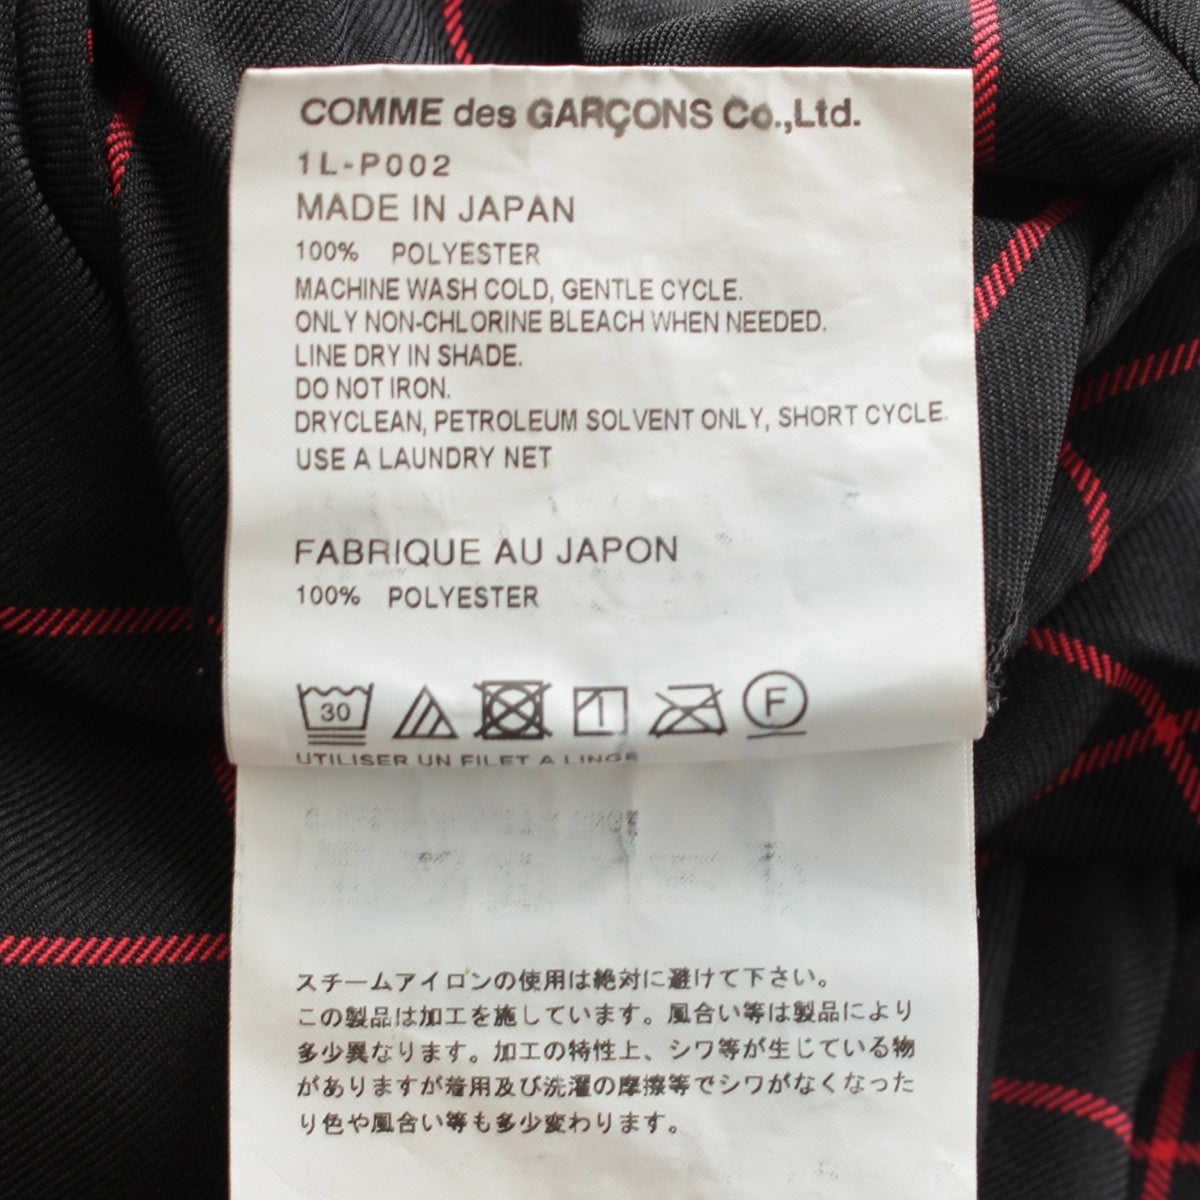 COMME des GARÇONS Co.,Ltd.
1L-P002
MADE IN JAPAN
100% POLYESTER
MACHINE WASH COLD, GENTLE CYCLE.
ONLY NON-CHLORINE BLEACH WHEN NEEDED.
LINE DRY IN SHADE.
DO NOT IRON.
DRYCLEAN, PETROLEUM SOLVENT ONLY, SHORT CYCLE.
USE A LAUNDRY NET
FABRIQUE AU JAPON
100% POLYESTER
30 F
UTILISER UN FILET A LINGE
スチームアイロンの使用は絶対に避けて下さい。
この製品は加工を施しています。風合い等は製品により
多少異なります。加工の特性上、シワ等が生じている物
がありますが着用及び洗濯の摩擦等でシワがなくなった
り色や風合い等も多少変わります。